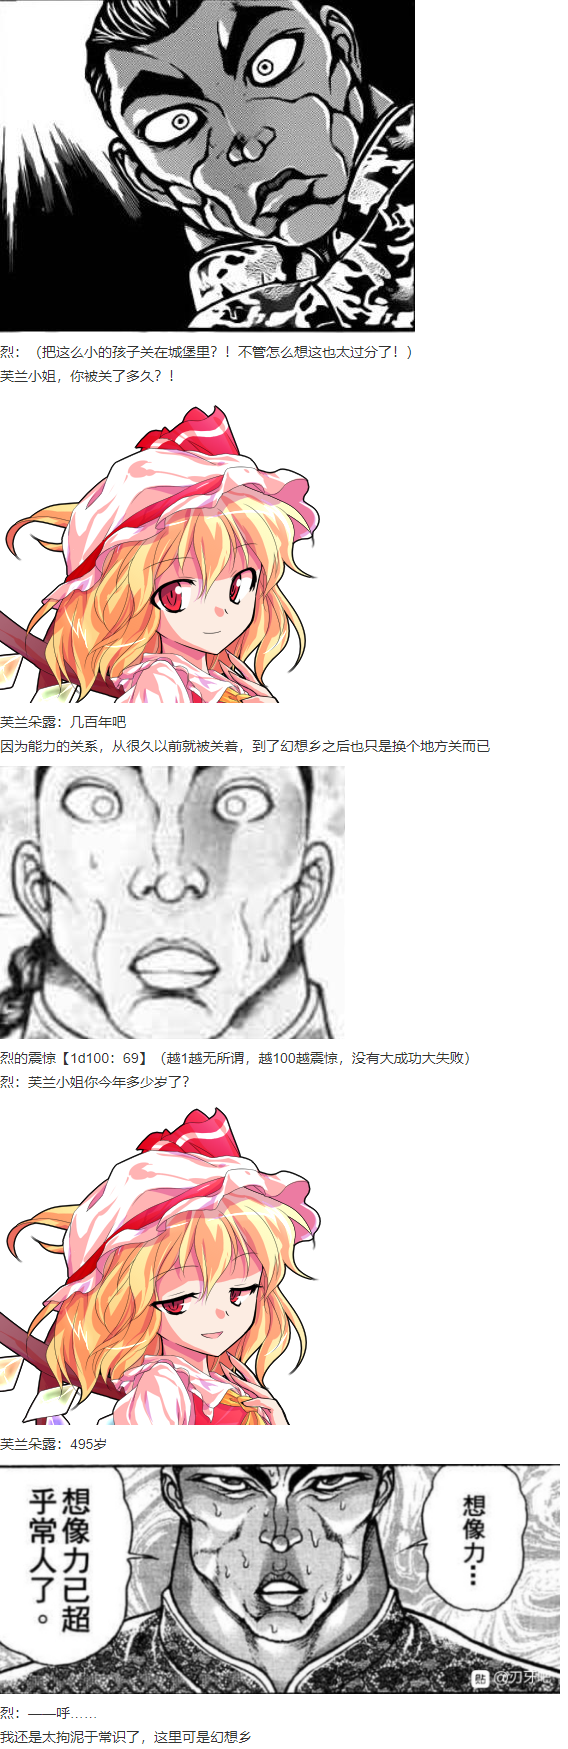 烈：（把这么小的孩子关在城堡里？！不管怎么想这也太过分了！）
芙兰小姐，你被关了多久？！
芙兰朵露：几百年吧
因为能力的关系，从很久以前就被关着，到了幻想乡之后也只是换个地方关而已
烈的震惊【1d100：69】（越1越无所谓，越100越震惊，没有大成功大失败）
烈：芙兰小姐你今年多少岁了？
芙兰朵露：495岁
想像力…
想像力已超
乎常人了。
贴 @刃牙吧
烈：——呼……
我还是太拘泥于常识了，这里可是幻想乡